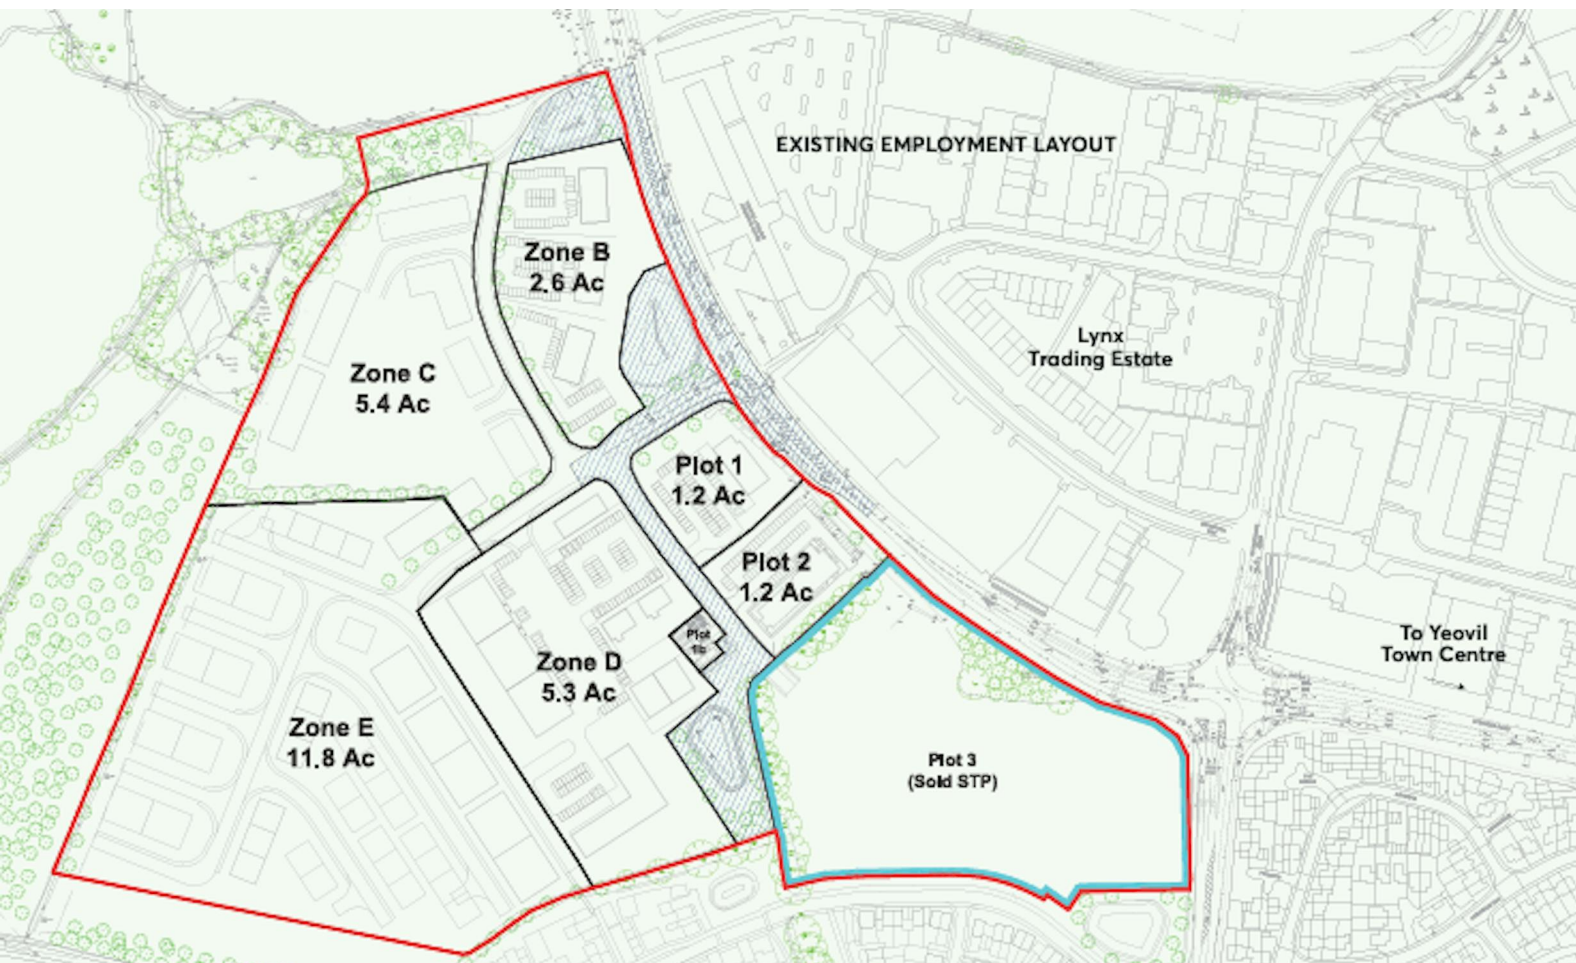 EXISTING EMPLOYMENT LAYOUT
Zone B
2.6 Ac
Lynx
Trading Estate
Zone C
5.4 Ac
Plot 1
1.2 Ac
Plot 2
1.2 Ac
Plot
1b
To Yeovil
Town Centre
Zone D
5.3 Ac
Zone E
11.8 Ac
Plot 3
(Sold STP)